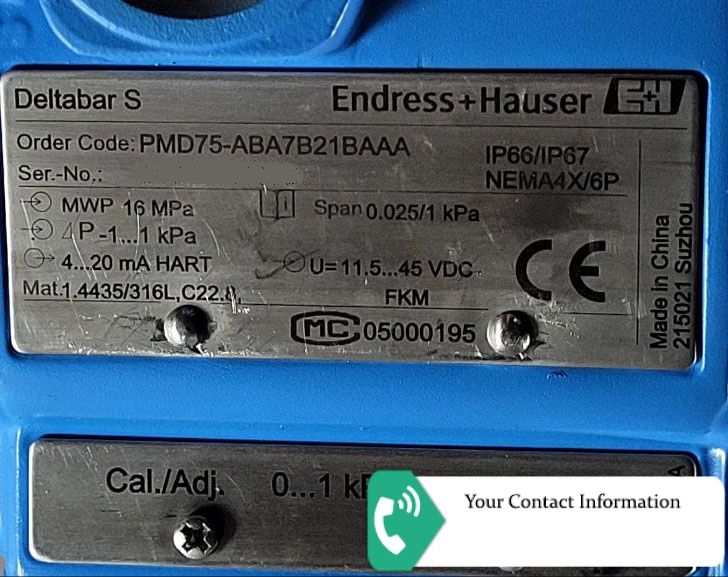 Deltabar S
Endress+Hauser
Order Code: PMD75-ABA7B21BAAA
IP66/IP67
Ser.-No.:
NEMA4X/6P
MWP 16 MPa
Span 0.025/1 kPa
P -1...1 kPa
4...20 mA HART
U= 11.5...45 VDC
Mat.1.4435/316L,C22.8,
FKM
MC 05000195
CE
Made in China
215021 Suzhou
Cal./Adj. 0...1
Your Contact Information